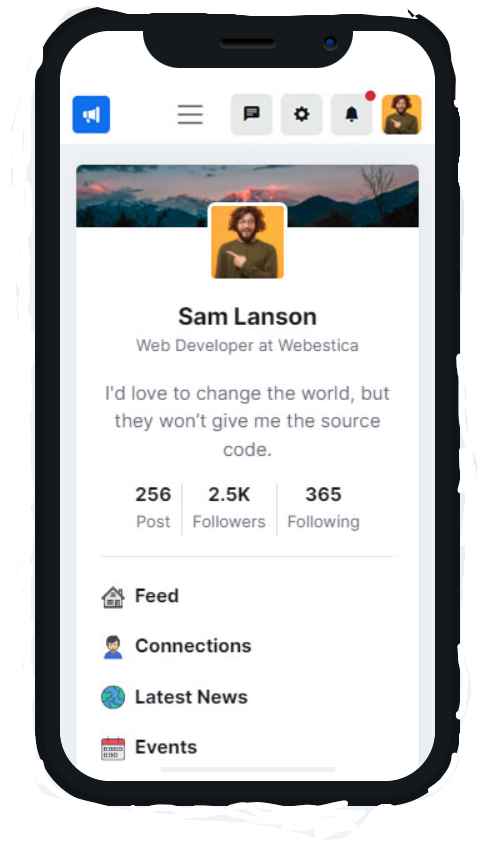 Sam Lanson
Web Developer at Webestica
I'd love to change the world, but
they won’t give me the source
code.
256 2.5K 365
Post Followers Following
Feed
Connections
Latest News
Events